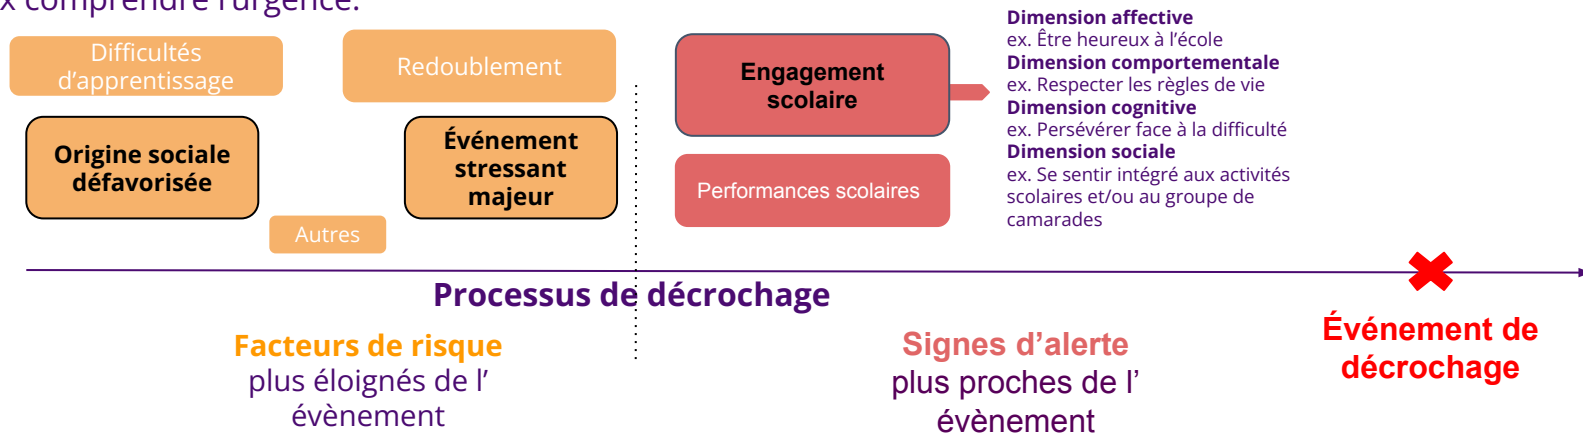 x comprendre l'urgence.
Difficultés
d'apprentissage
Redoublement
Origine sociale
défavorisée
Événement
stressant
majeur
Autres
Engagement
scolaire
Performances scolaires
Dimension affective
ex. Être heureux à l'école
Dimension comportementale
ex. Respecter les règles de vie
Dimension cognitive
ex. Persévérer face à la difficulté
Dimension sociale
ex. Se sentir intégré aux activités
scolaires et/ou au groupe de
camarades
Processus de décrochage
Facteurs de risque
plus éloignés de l'
évènement
Signes d'alerte
plus proches de l'
évènement
Événement de
décrochage